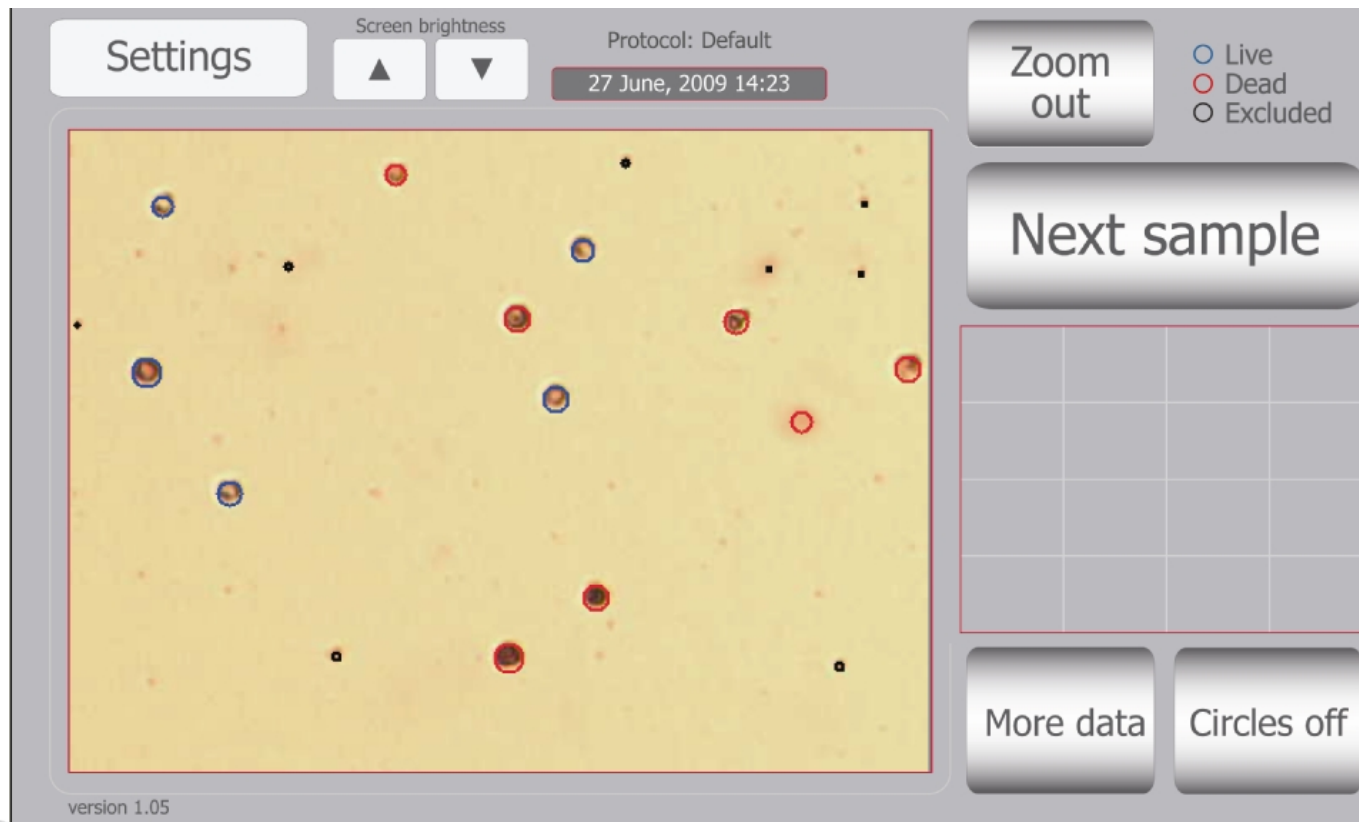 Settings
Screen brightness
▲ ▼
Protocol: Default
27 June, 2009 14:23
Zoom
out
Live
Dead
Excluded
Next sample
More data
Circles off
version 1.05